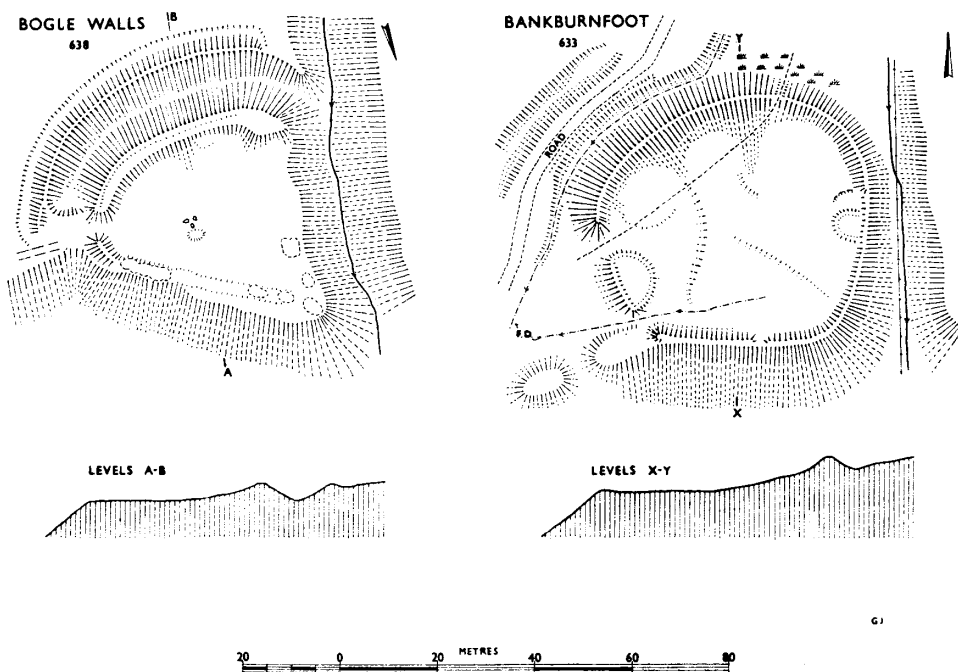 BOGLE WALLS
638
B
A
LEVELS A-B
BANKBURNFOOT
633
Y
ROAD
F.D.
X
LEVELS X-Y
GJ
METRES
20 0 20 40 60 80